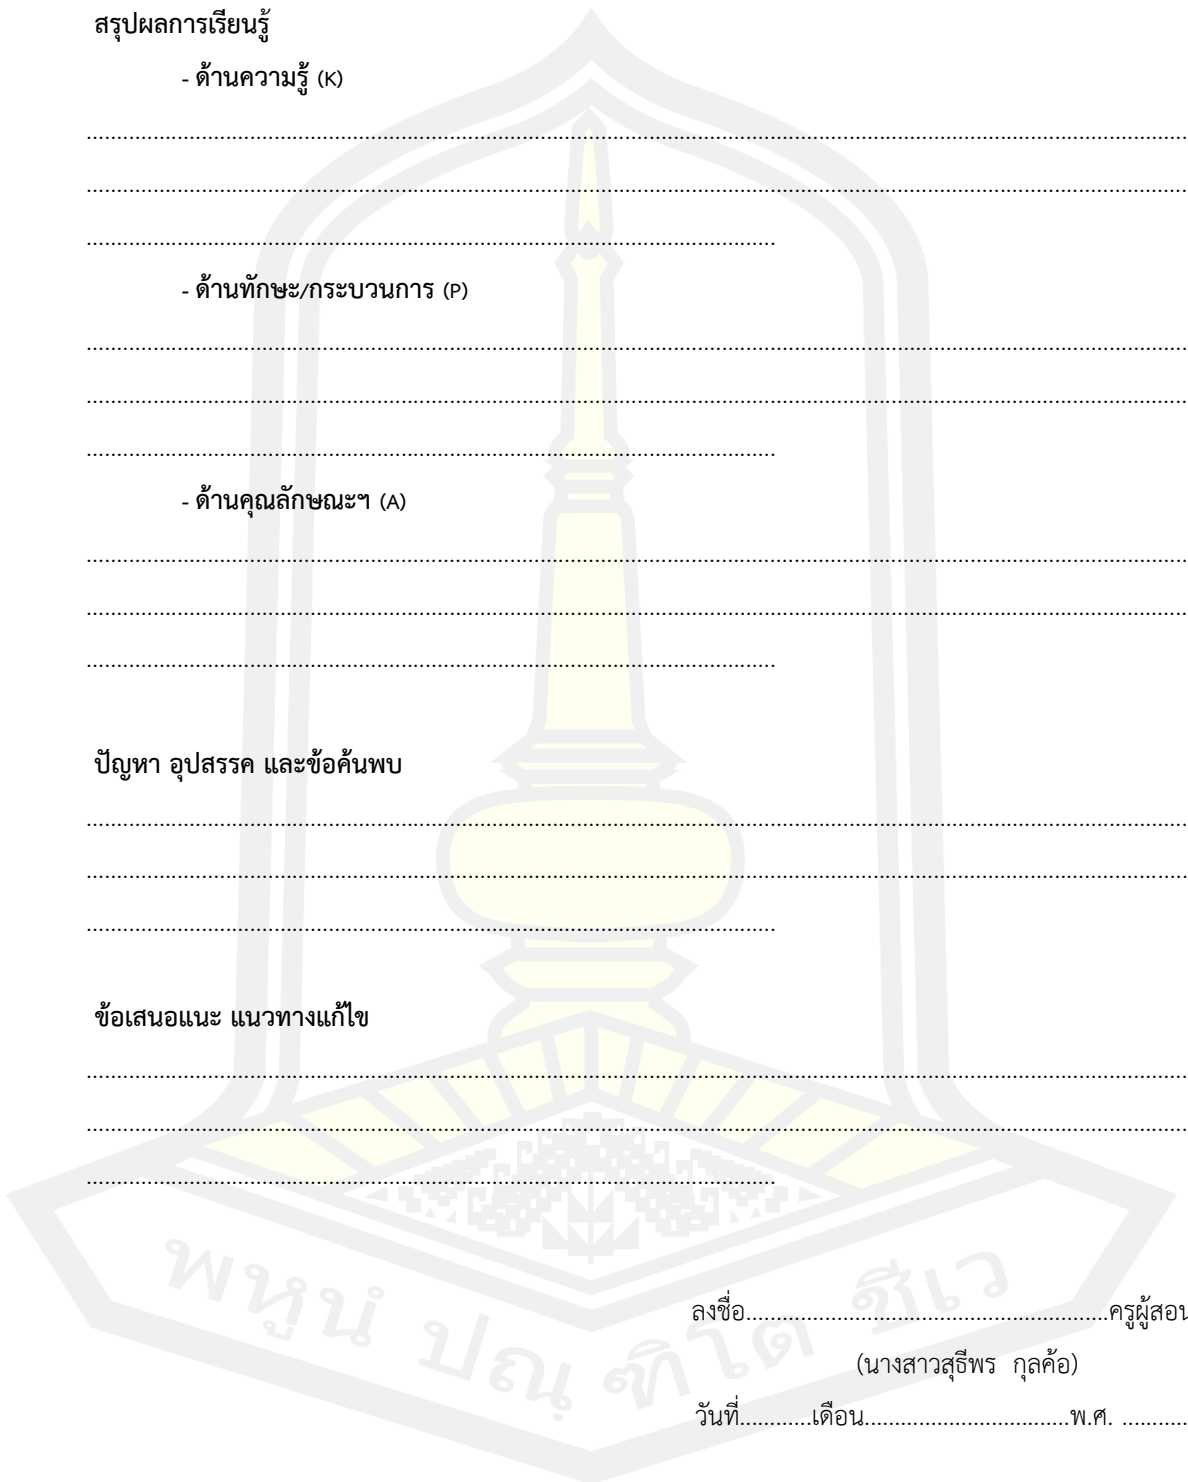 สรุปผลการเรียนรู้
- ด้านความรู้ (K)
..........................................................................................................................................................................................
..........................................................................................................................................................................................
...................................................................................................................
- ด้านทักษะ/กระบวนการ (P)
..........................................................................................................................................................................................
..........................................................................................................................................................................................
...................................................................................................................
- ด้านคุณลักษณะฯ (A)
..........................................................................................................................................................................................
..........................................................................................................................................................................................
...................................................................................................................
ปัญหา อุปสรรค และข้อค้นพบ
..........................................................................................................................................................................................
..........................................................................................................................................................................................
...................................................................................................................
ข้อเสนอแนะ แนวทางแก้ไข
..........................................................................................................................................................................................
..........................................................................................................................................................................................
...................................................................................................................
พหูนํ ปณฺฑิโต ชีเว
ลงชื่อ............................................................ครูผู้สอน
(นางสาวสุธีพร กุลค้อ)
วันที่............เดือน..................................พ.ศ. ...........